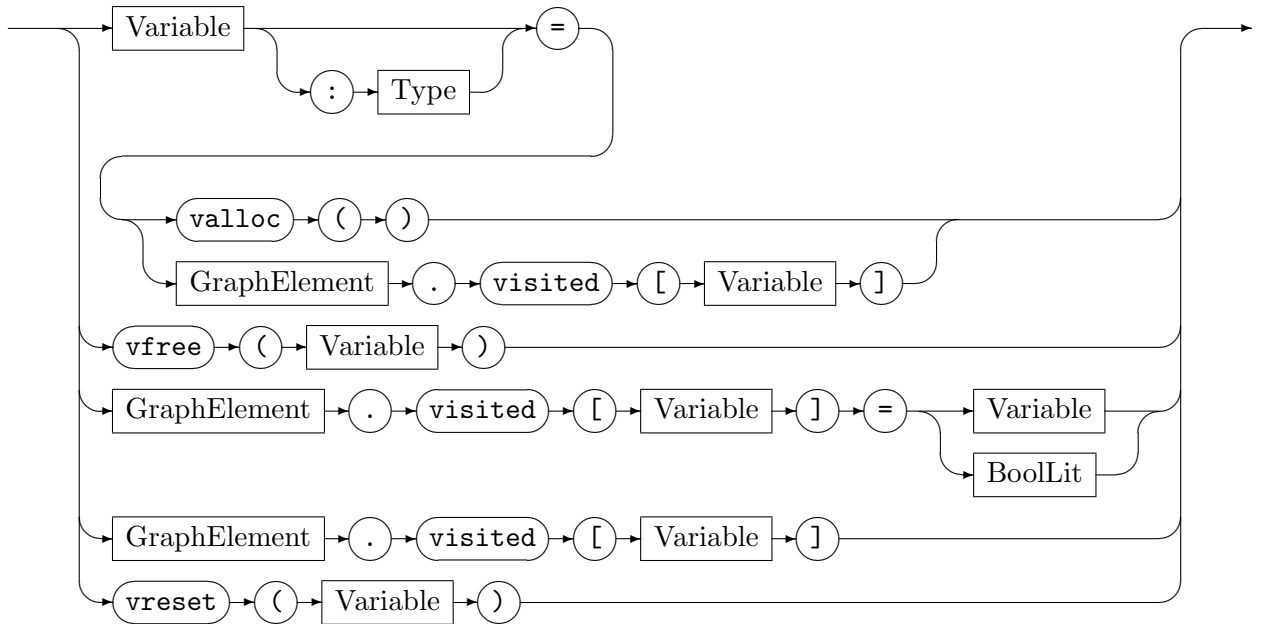 Variable =
: Type
valloc ( )
GraphElement . visited [ Variable ]
vfree ( Variable )
GraphElement . visited [ Variable ] = Variable
BoolLit
GraphElement . visited [ Variable ]
vreset ( Variable )